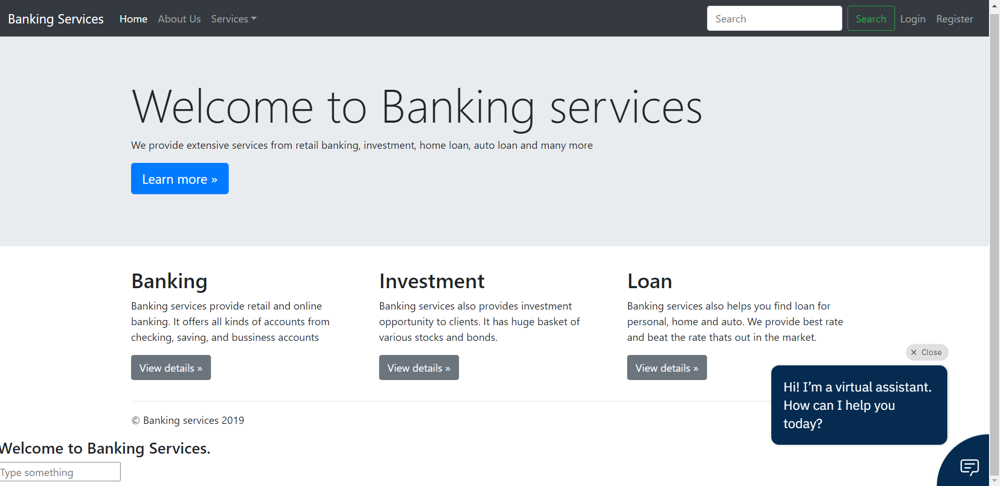 Banking Services Home About Us Services Search Search Login Register
Welcome to Banking services
We provide extensive services from retail banking, investment, home loan, auto loan and many more
Learn more »
Banking
Banking services provide retail and online
banking. It offers all kinds of accounts from
checking, saving, and bussiness accounts
View details »
Investment
Banking services also provides investment
opportunity to clients. It has huge basket of
various stocks and bonds.
View details »
Loan
Banking services also helps you find loan for
personal, home and auto. We provide best rate
and beat the rate thats out in the market.
View details »
Close
Hi! I’m a virtual assistant.
How can I help you
today?
© Banking services 2019
Welcome to Banking Services.
Type something